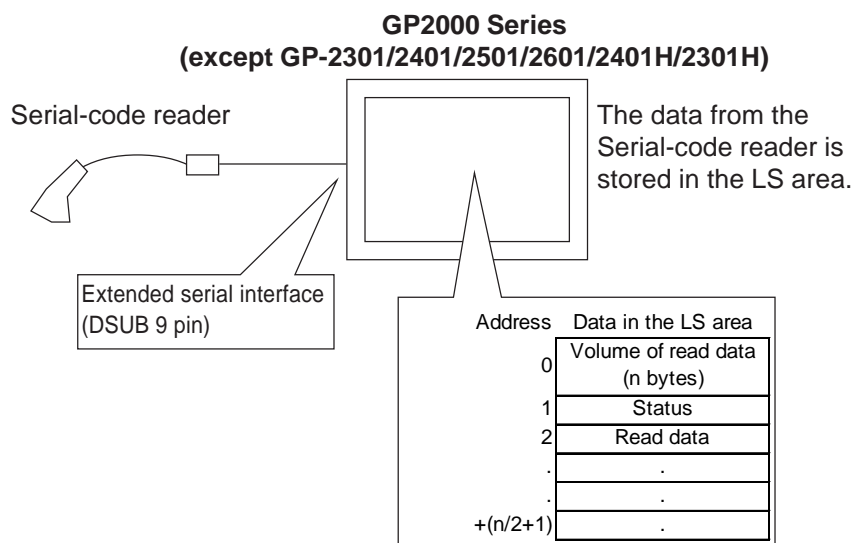 GP2000 Series
(except GP-2301/2401/2501/2601/2401H/2301H)
Serial-code reader
The data from the
Serial-code reader is
stored in the LS area.
Extended serial interface
(DSUB 9 pin)
Address Data in the LS area
0 Volume of read data
(n bytes)
1 Status
2 Read data
. .
. .
+(n/2+1) .